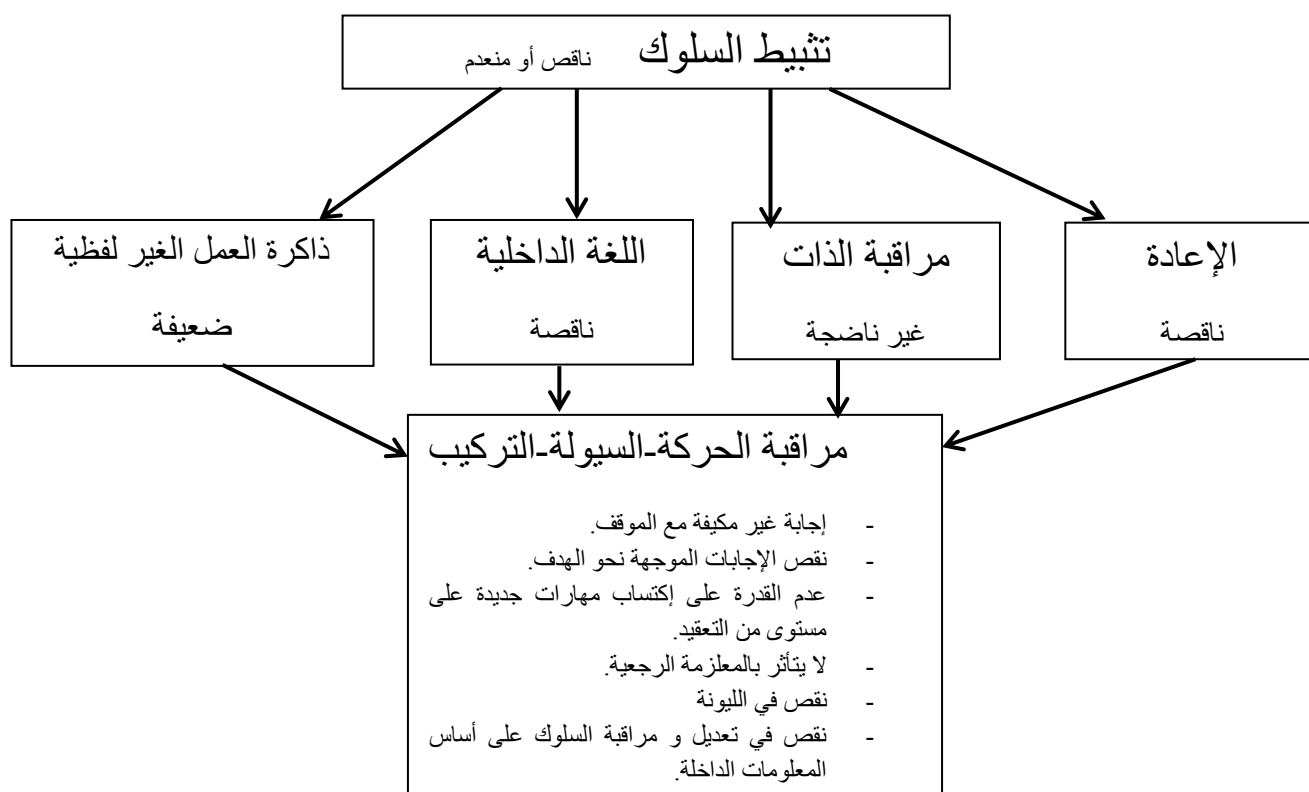 تثبيط السلوك ناقص أو منعدم
الإعادة
ناقصة
مراقبة الذات
غير ناضجة
اللغة الداخلية
ناقصة
ذاكرة العمل الغير لفظية
ضعيفة
مراقبة الحركة-السيولة-التركيب
- إجابة غير مكيفة مع الموقف.
- نقص الإجابات الموجهة نحو الهدف.
- عدم القدرة على إكتساب مهارات جديدة على
مستوى من التعقيد.
- لا يتأثر بالمعلزمة الرجعية.
- نقص في الليونة
- نقص في تعديل و مراقبة السلوك على أساس
المعلومات الداخلة.